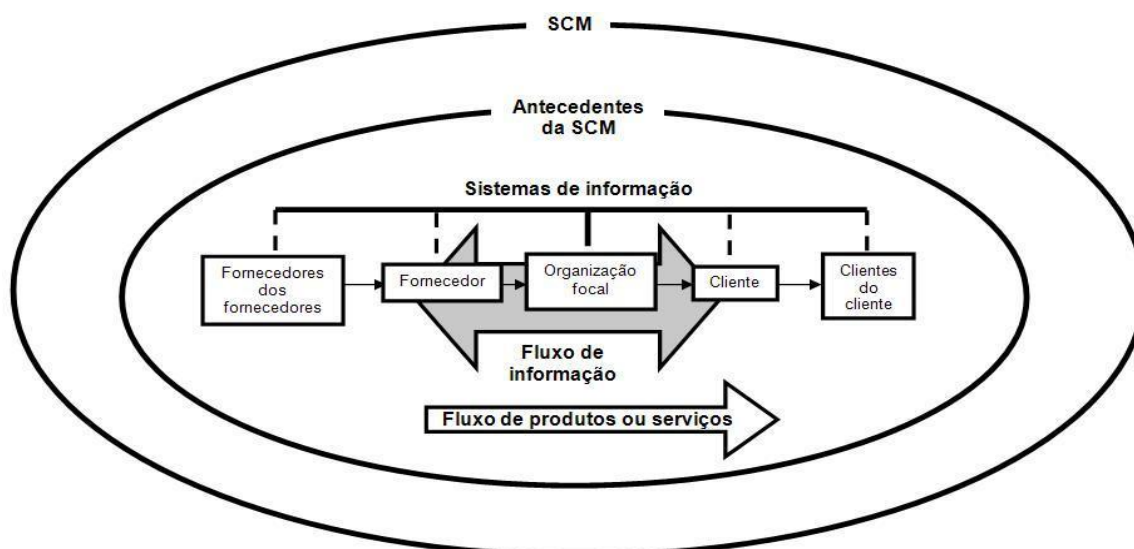 SCM
Antecedentes
da SCM
Sistemas de informação
Fornecedores
dos
fornecedores
Fornecedor
Organização
focal
Cliente
Clientes
do
cliente
Fluxo de
informação
Fluxo de produtos ou serviços